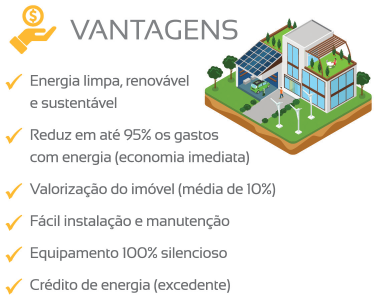 $
VANTAGENS
Energia limpa, renovável
e sustentável
Reduz em até 95% os gastos
com energia (economia imediata)
Valorização do imóvel (média de 10%)
Fácil instalação e manutenção
Equipamento 100% silencioso
Crédito de energia (excedente)